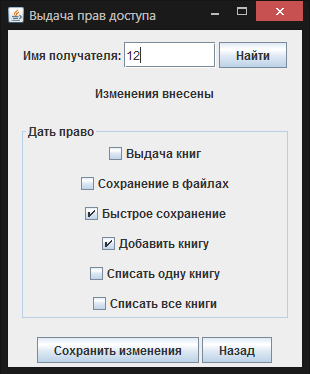 Выдача прав доступа
Имя получателя: 12 Найти
Изменения внесены
Дать право
Выдача книг
Сохранение в файлах
Быстрое сохранение
Добавить книгу
Списать одну книгу
Списать все книги
Сохранить изменения Назад